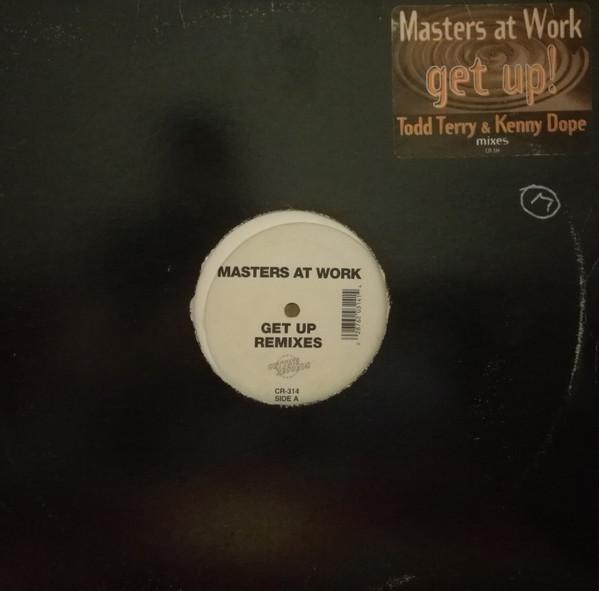 Masters at Work
get up!
Todd Terry & Kenny Dope
mixes
MASTERS AT WORK
GET UP
REMIXES
CR-314
SIDE A